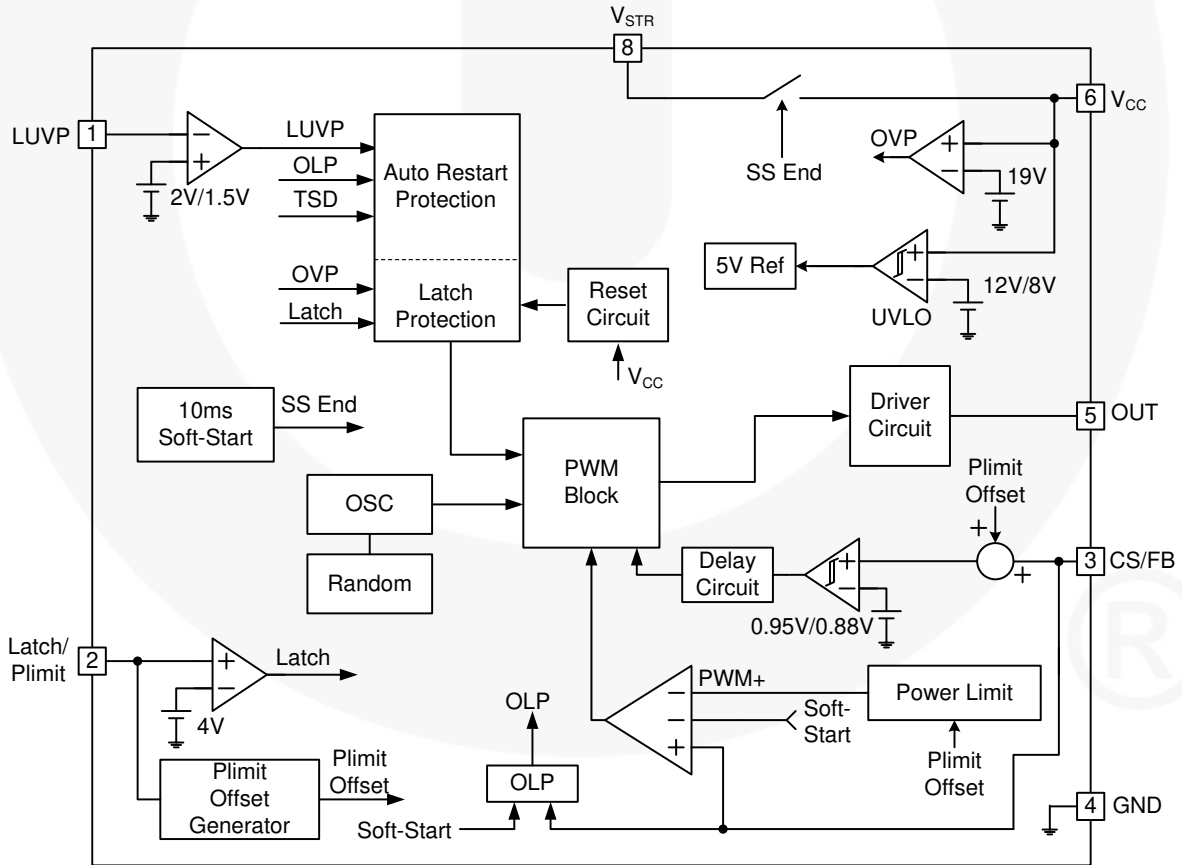 VSTR
8
LUVP
1
−
+
2V/1.5V
LUVP
OLP
TSD
Auto Restart
Protection
OVP
Latch
Latch
Protection
Reset
Circuit
VCC
SS End
6
VCC
OVP
+
−
19V
5V Ref
+
−
12V/8V
UVLO
10ms
Soft-Start
SS End
OSC
Random
PWM
Block
Driver
Circuit
5
OUT
Plimit
Offset
+
+
3
CS/FB
Delay
Circuit
+
−
0.95V/0.88V
Latch/
Plimit
2
+
−
4V
Latch
Plimit
Offset
Generator
Plimit
Offset
OLP
OLP
Soft-Start
−
−
+
PWM+
Soft-
Start
Power Limit
Plimit
Offset
4
GND
®